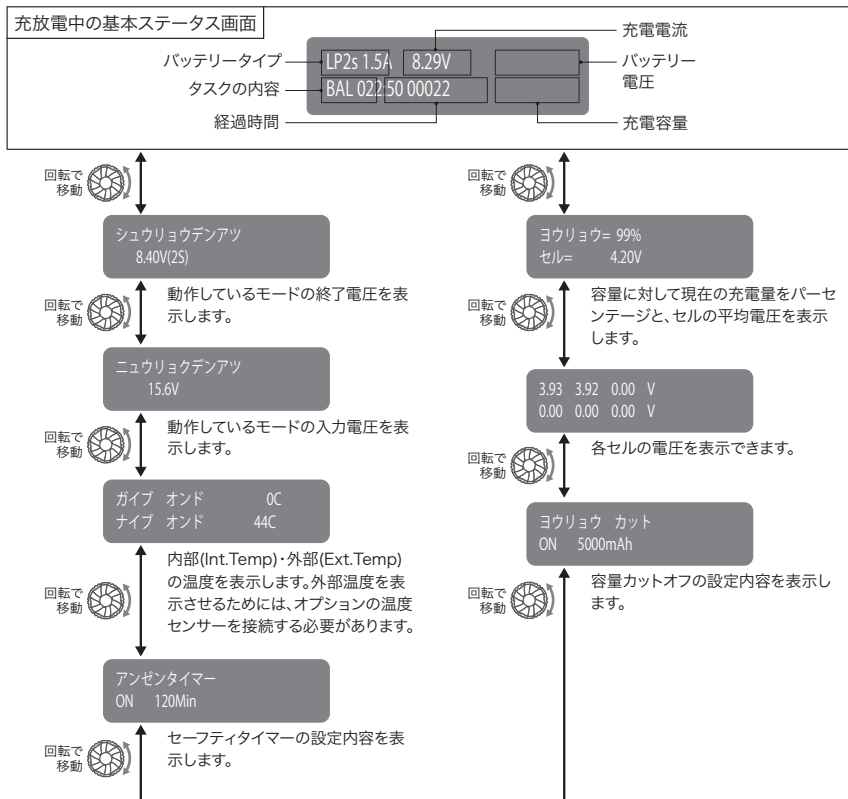 充放電中の基本ステータス画面
充電電流
バッテリータイプ
LP2s 1.5A 8.29V
バッテリー
電圧
タスクの内容
BAL 022:50 00022
経過時間
充電容量
回転で
移動
シュウリョウデンアツ
8.40V(2S)
回転で
移動
動作しているモードの終了電圧を表
示します。
ニュウリョクデンアツ
15.6V
回転で
移動
動作しているモードの入力電圧を表
示します。
ガイブ オンド 0C
ナイブ オンド 44C
回転で
移動
内部(Int.Temp)・外部(Ext.Temp)
の温度を表示します。外部温度を表
示させるためには、オプションの温度
センサーを接続する必要があります。
アンゼンタイマー
ON 120Min
回転で
移動
セーフティタイマーの設定内容を表
示します。
回転で
移動
ヨウリョウ= 99%
セル= 4.20V
回転で
移動
容量に対して現在の充電量をパーセ
ンテージと、セルの平均電圧を表示
します。
3.93 3.92 0.00 V
0.00 0.00 0.00 V
回転で
移動
各セルの電圧を表示できます。
ヨウリョウ カット
ON 5000mAh
回転で
移動
容量カットオフの設定内容を表示し
ます。